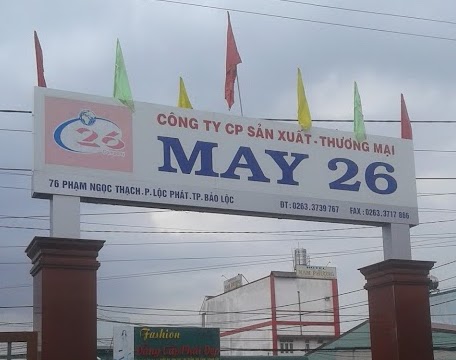 CÔNG TY CP SẢN XUẤT - THƯƠNG MẠI
26
MAY 26
76 PHẠM NGỌC THẠCH.P.LỘC PHÁT.TP.BẢO LỘC
ĐT : 0263.3739 767 FAX : 0263.3717 866
Fashion